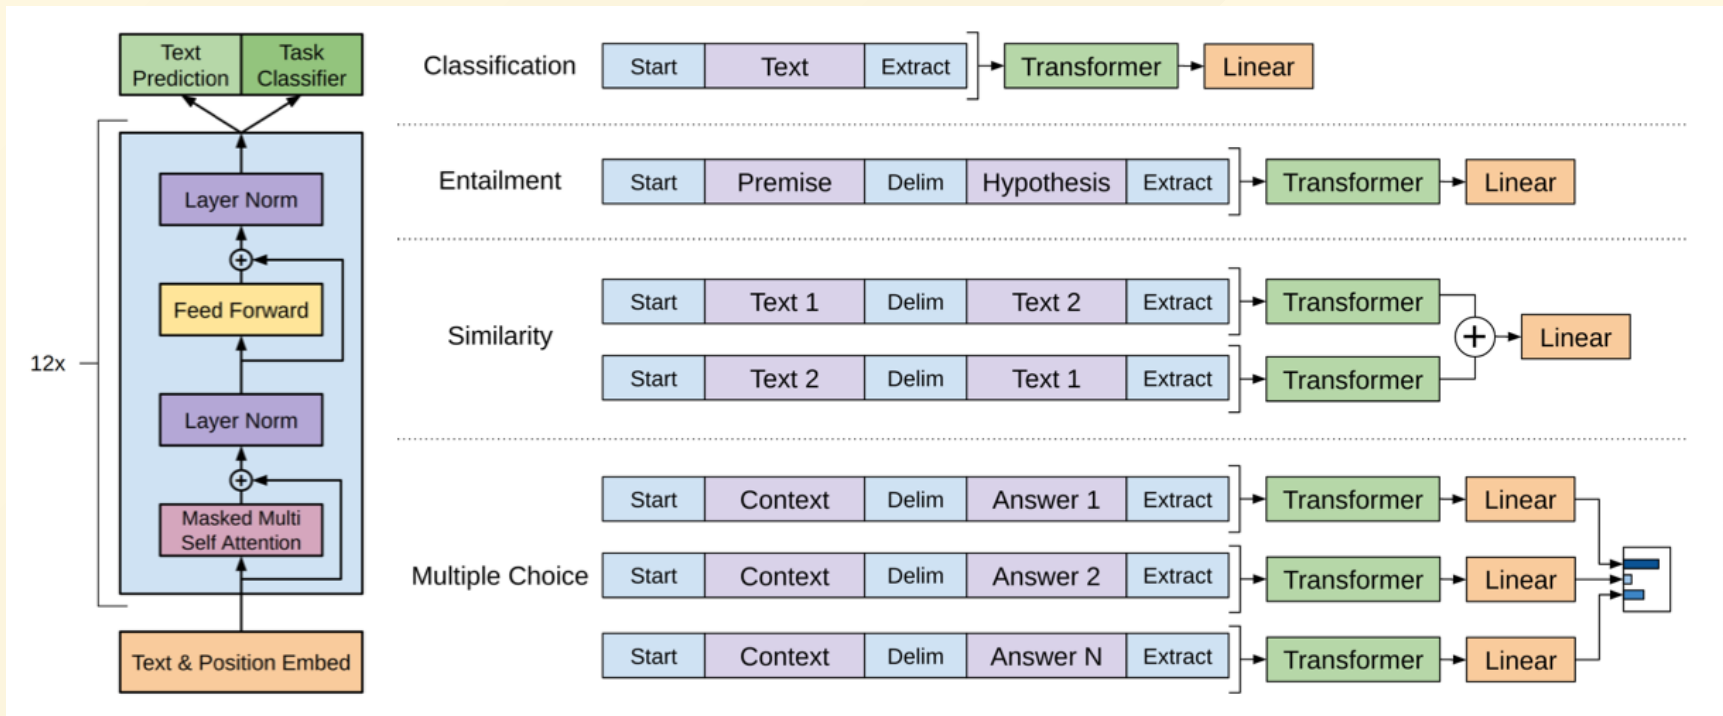 Text
Prediction
Task
Classifier
12x
Layer Norm
+
Feed Forward
Layer Norm
+
Masked Multi
Self Attention
Text & Position Embed
Classification
Start Text Extract Transformer Linear
Entailment
Start Premise Delim Hypothesis Extract Transformer Linear
Similarity
Start Text 1 Delim Text 2 Extract Transformer
+ Linear
Start Text 2 Delim Text 1 Extract Transformer
Multiple Choice
Start Context Delim Answer 1 Extract Transformer Linear
Start Context Delim Answer 2 Extract Transformer Linear
Start Context Delim Answer N Extract Transformer Linear